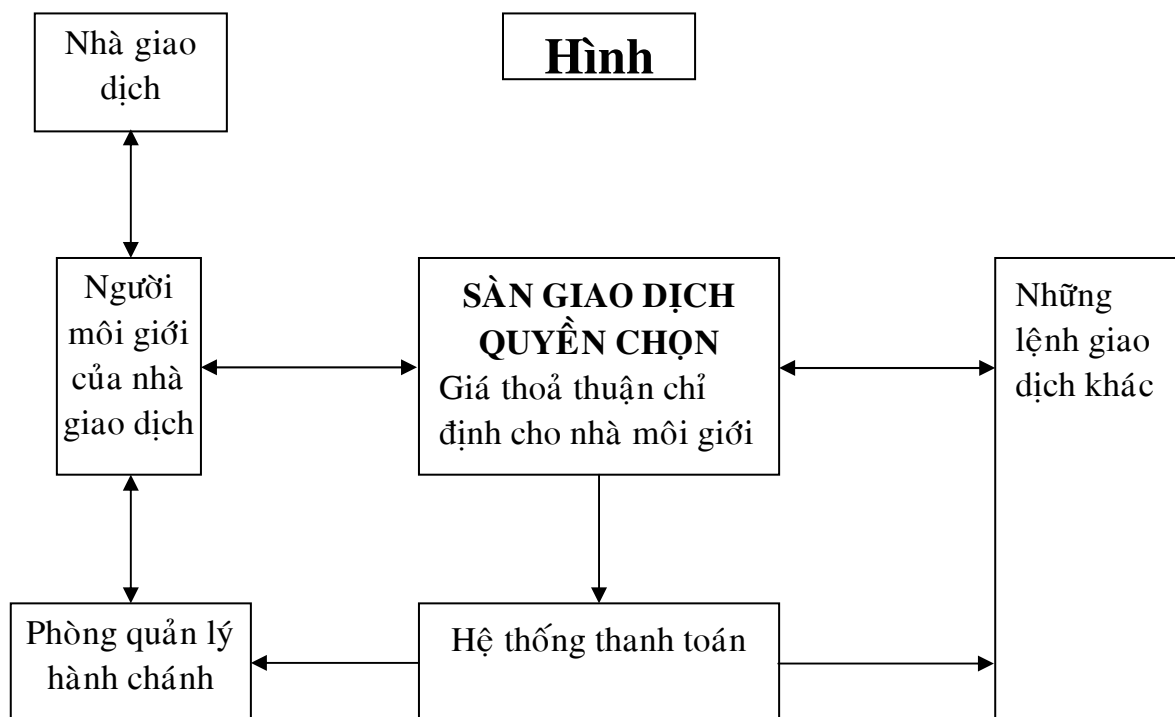 Nhà giao
dịch
Hình
Người
môi giới
của nhà
giao dịch
SÀN GIAO DỊCH
QUYỀN CHỌN
Giá thoả thuận chỉ
định cho nhà môi giới
Những
lệnh giao
dịch khác
Phòng quản lý
hành chánh
Hệ thống thanh toán